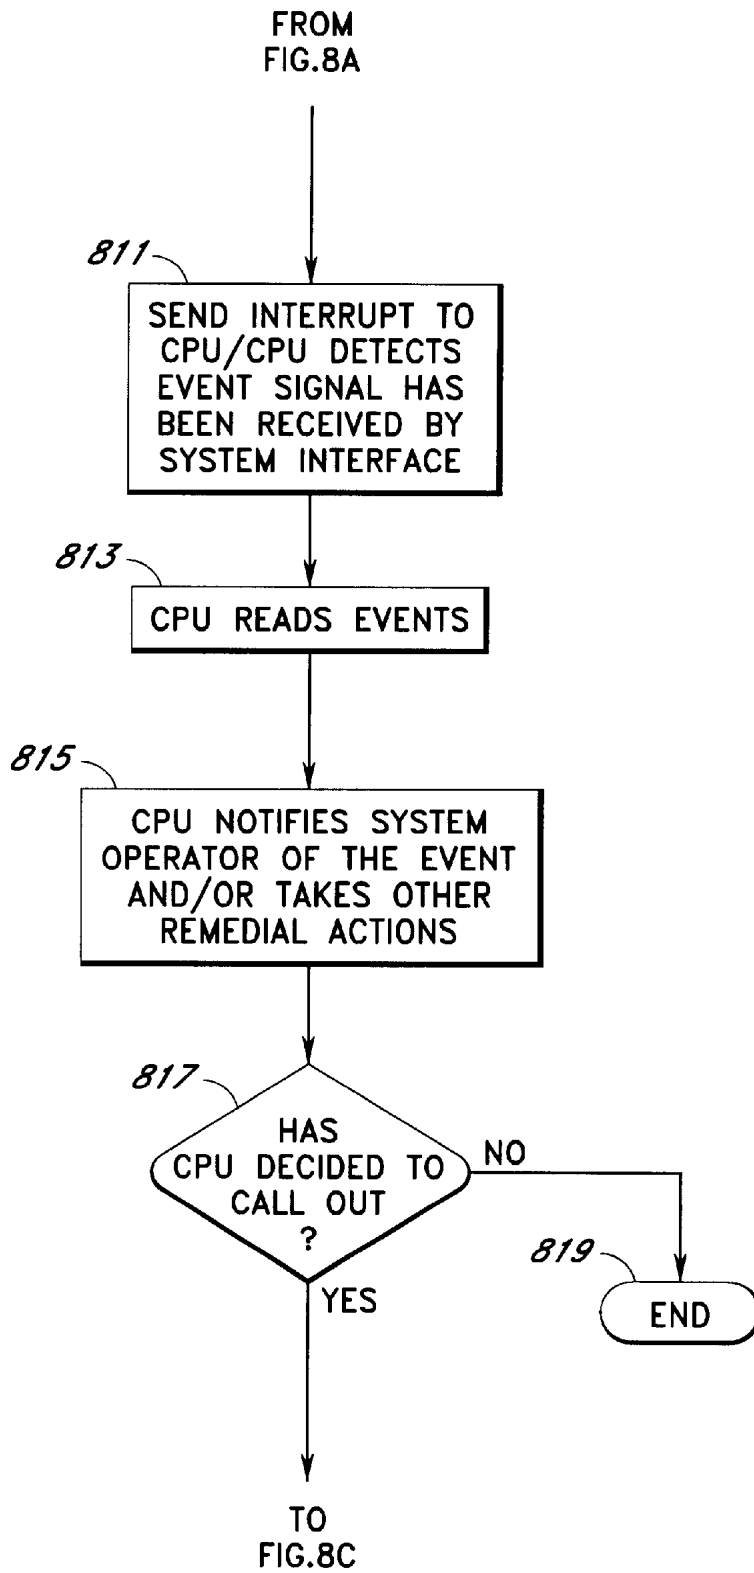 FROM
FIG.8A
811
SEND INTERRUPT TO
CPU/CPU DETECTS
EVENT SIGNAL HAS
BEEN RECEIVED BY
SYSTEM INTERFACE
813
CPU READS EVENTS
815
CPU NOTIFIES SYSTEM
OPERATOR OF THE EVENT
AND/OR TAKES OTHER
REMEDIAL ACTIONS
817
HAS
CPU DECIDED TO
CALL OUT
?
NO
819
END
YES
TO
FIG.8C